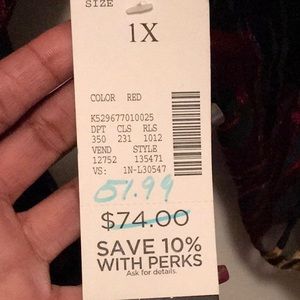 SIZE
1X
COLOR RED
K529677010025
DPT CLS RLS
350 231 1012
VEND STYLE
12752 135471
VS: 1N-L30547
51.99
$74.00
SAVE 10%
WITH PERKS
Ask for details.